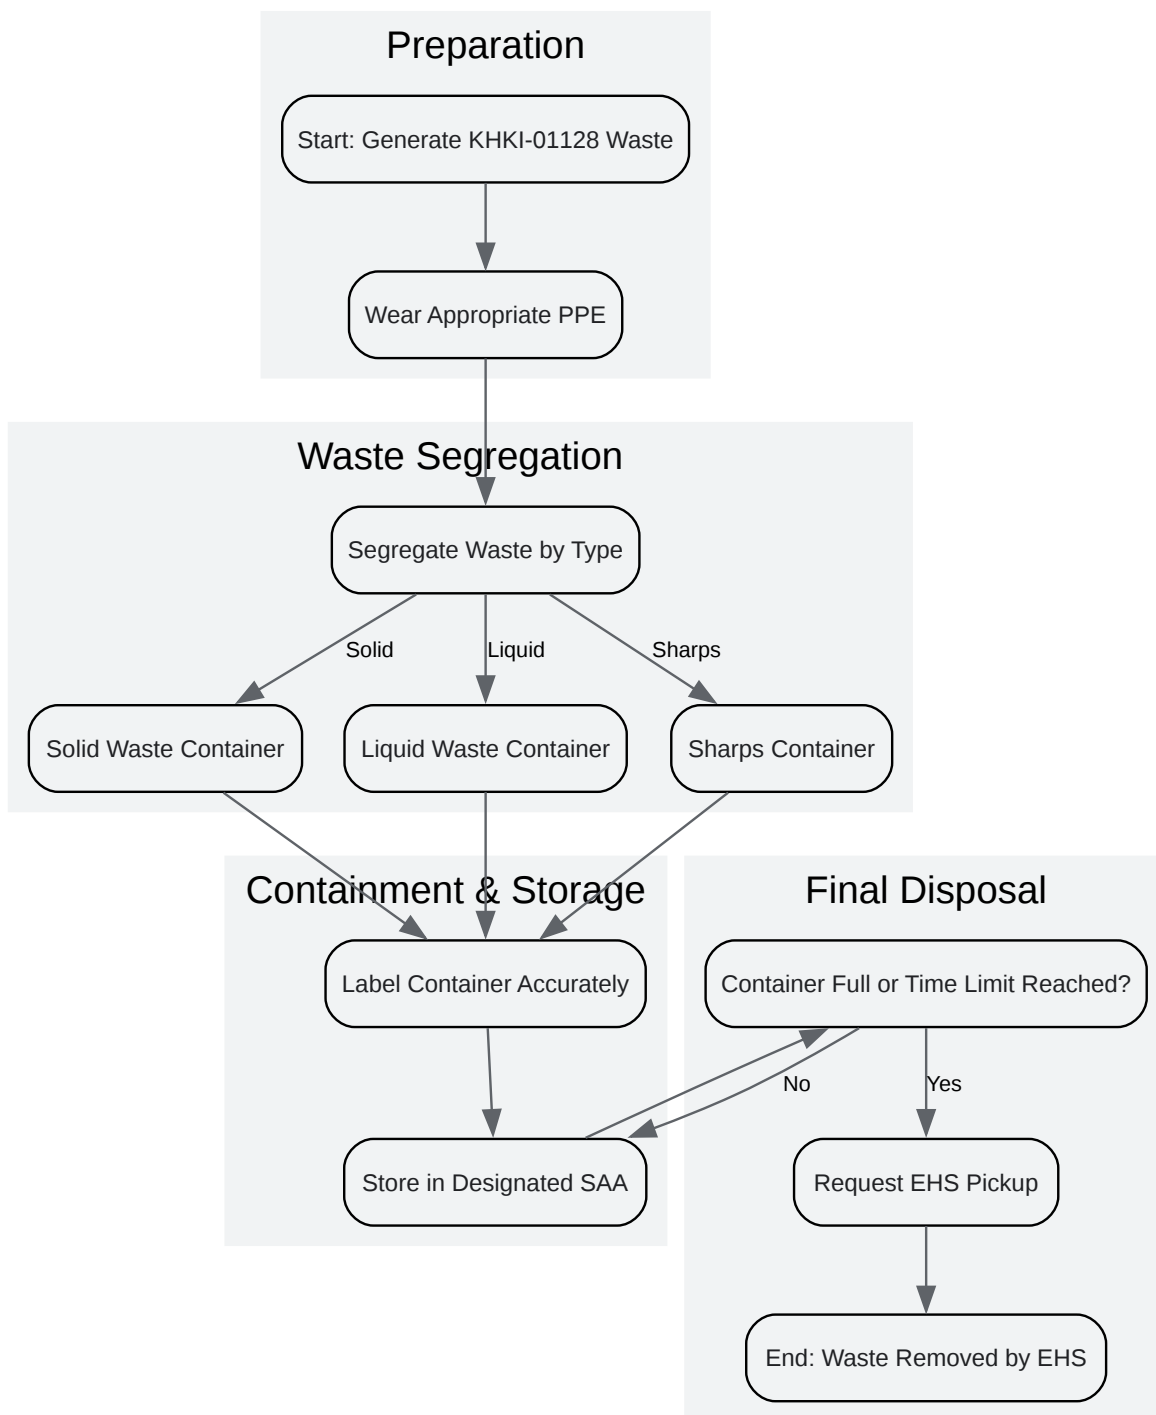 Preparation
Start: Generate KHKI-01128 Waste
Wear Appropriate PPE
Waste Segregation
Segregate Waste by Type
Solid
Liquid
Sharps
Solid Waste Container
Liquid Waste Container
Sharps Container
Containment & Storage
Label Container Accurately
Store in Designated SAA
Final Disposal
Container Full or Time Limit Reached?
No
Yes
Request EHS Pickup
End: Waste Removed by EHS